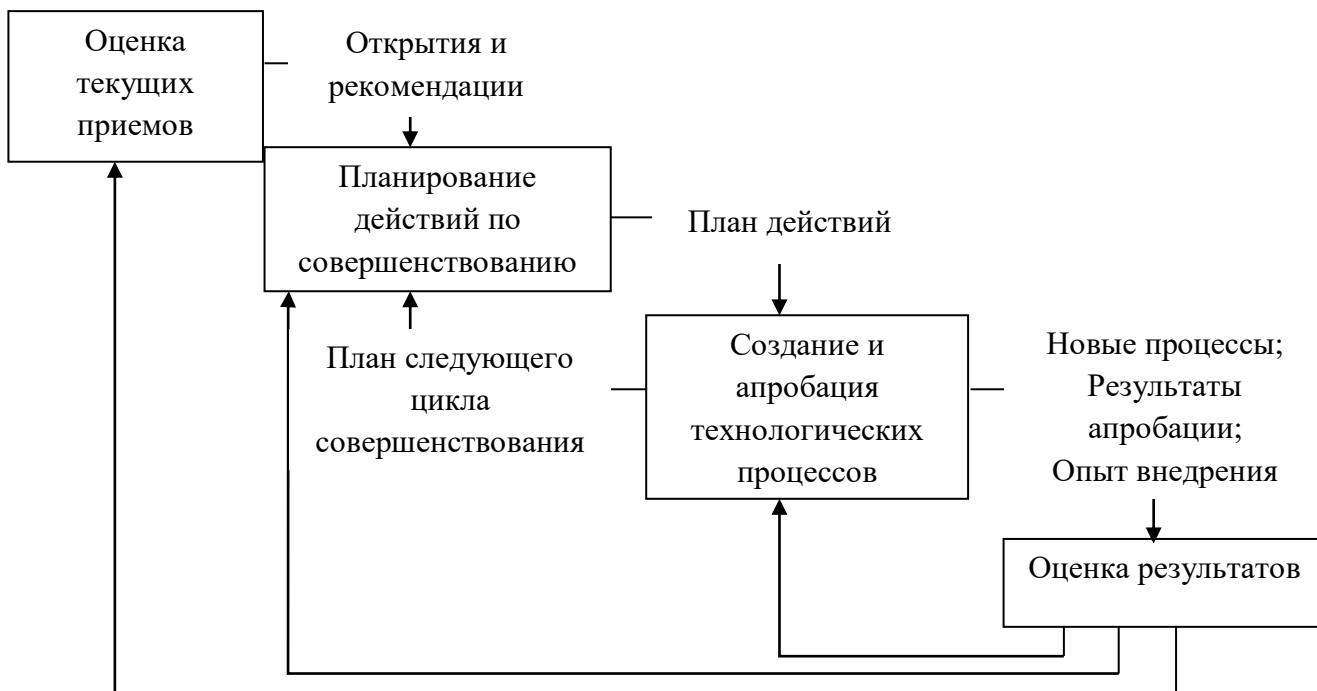 Оценка
текущих
приемов
Открытия и
рекомендации
Планирование
действий по
совершенствованию
План действий
План следующего
цикла
совершенствования
Создание и
апробация
технологических
процессов
Новые процессы;
Результаты
апробации;
Опыт внедрения
Оценка результатов